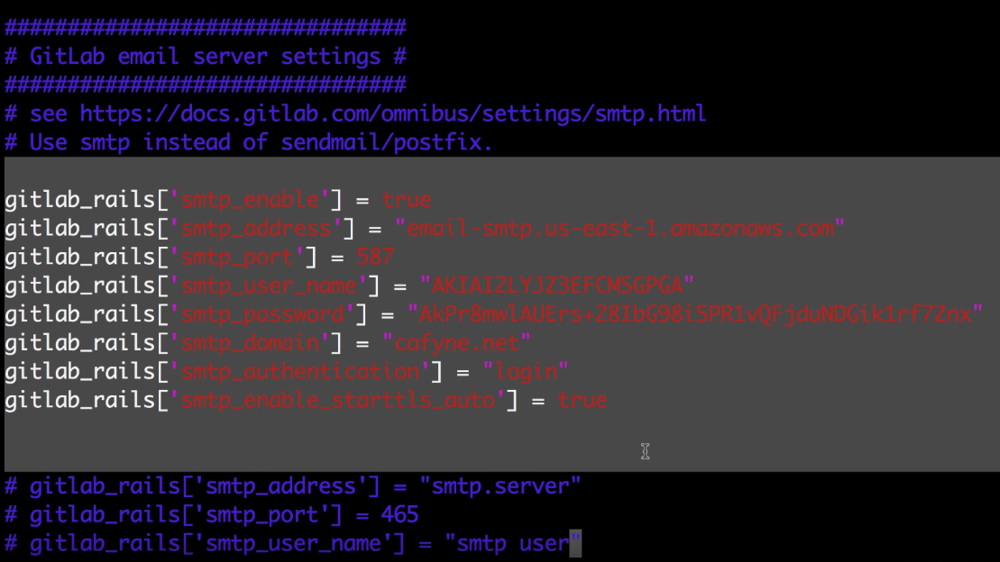 ################################
# GitLab email server settings #
################################
# see https://docs.gitlab.com/omnibus/settings/smtp.html
# Use smtp instead of sendmail/postfix.
gitlab_rails['smtp_enable'] = true
gitlab_rails['smtp_address'] = "email-smtp.us-east-1.amazonaws.com"
gitlab_rails['smtp_port'] = 587
gitlab_rails['smtp_user_name'] =
gitlab_rails['smtp_password'] =
gitlab_rails['smtp_domain'] = "cafyne.net"
gitlab_rails['smtp_authentication'] = "login"
gitlab_rails['smtp_enable_starttls_auto'] = true
# gitlab_rails['smtp_address'] = "smtp.server"
# gitlab_rails['smtp_port'] = 465
# gitlab_rails['smtp_user_name'] = "smtp user"